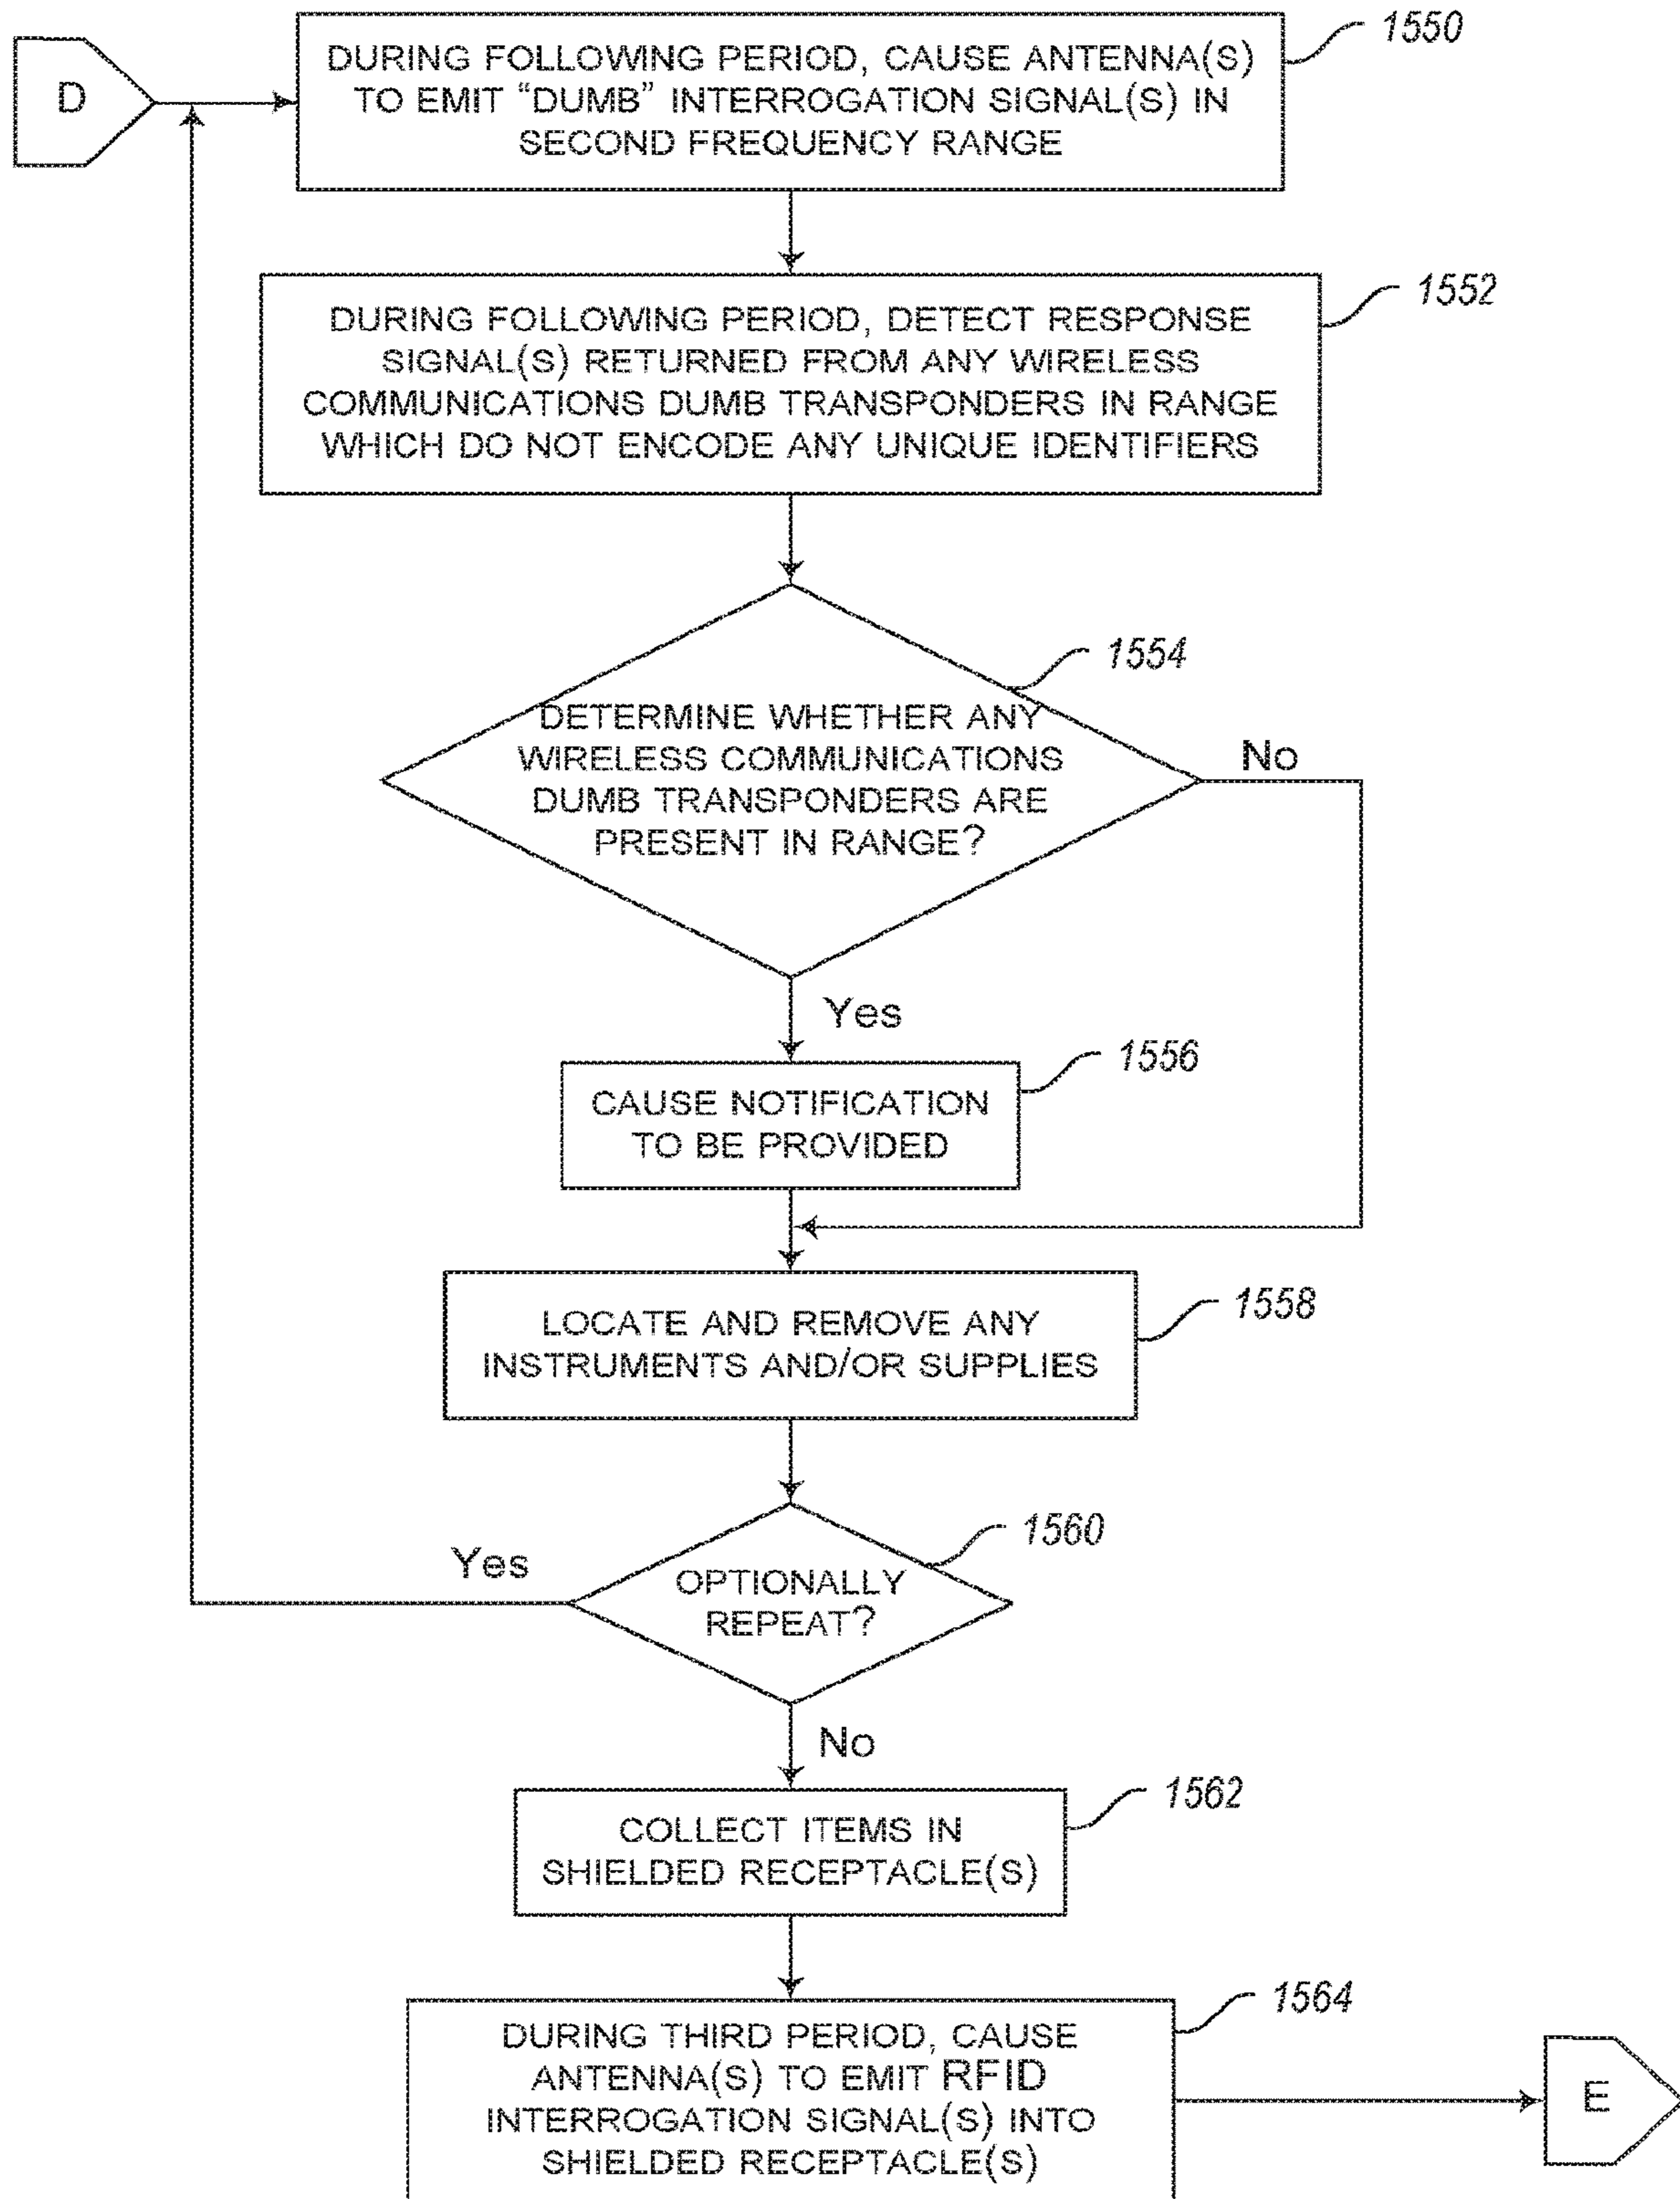 1550
D
DURING FOLLOWING PERIOD, CAUSE ANTENNA(S)
TO EMIT “DUMB” INTERROGATION SIGNAL(S) IN
SECOND FREQUENCY RANGE
1552
DURING FOLLOWING PERIOD, DETECT RESPONSE
SIGNAL(S) RETURNED FROM ANY WIRELESS
COMMUNICATIONS DUMB TRANSPONDERS IN RANGE
WHICH DO NOT ENCODE ANY UNIQUE IDENTIFIERS
1554
DETERMINE WHETHER ANY
WIRELESS COMMUNICATIONS
DUMB TRANSPONDERS ARE
PRESENT IN RANGE?
No
Yes
1556
CAUSE NOTIFICATION
TO BE PROVIDED
1558
LOCATE AND REMOVE ANY
INSTRUMENTS AND/OR SUPPLIES
1560
Yes
OPTIONALLY
REPEAT?
No
1562
COLLECT ITEMS IN
SHIELDED RECEPTACLE(S)
1564
DURING THIRD PERIOD, CAUSE
ANTENNA(S) TO EMIT RFID
INTERROGATION SIGNAL(S) INTO
SHIELDED RECEPTACLE(S)
E